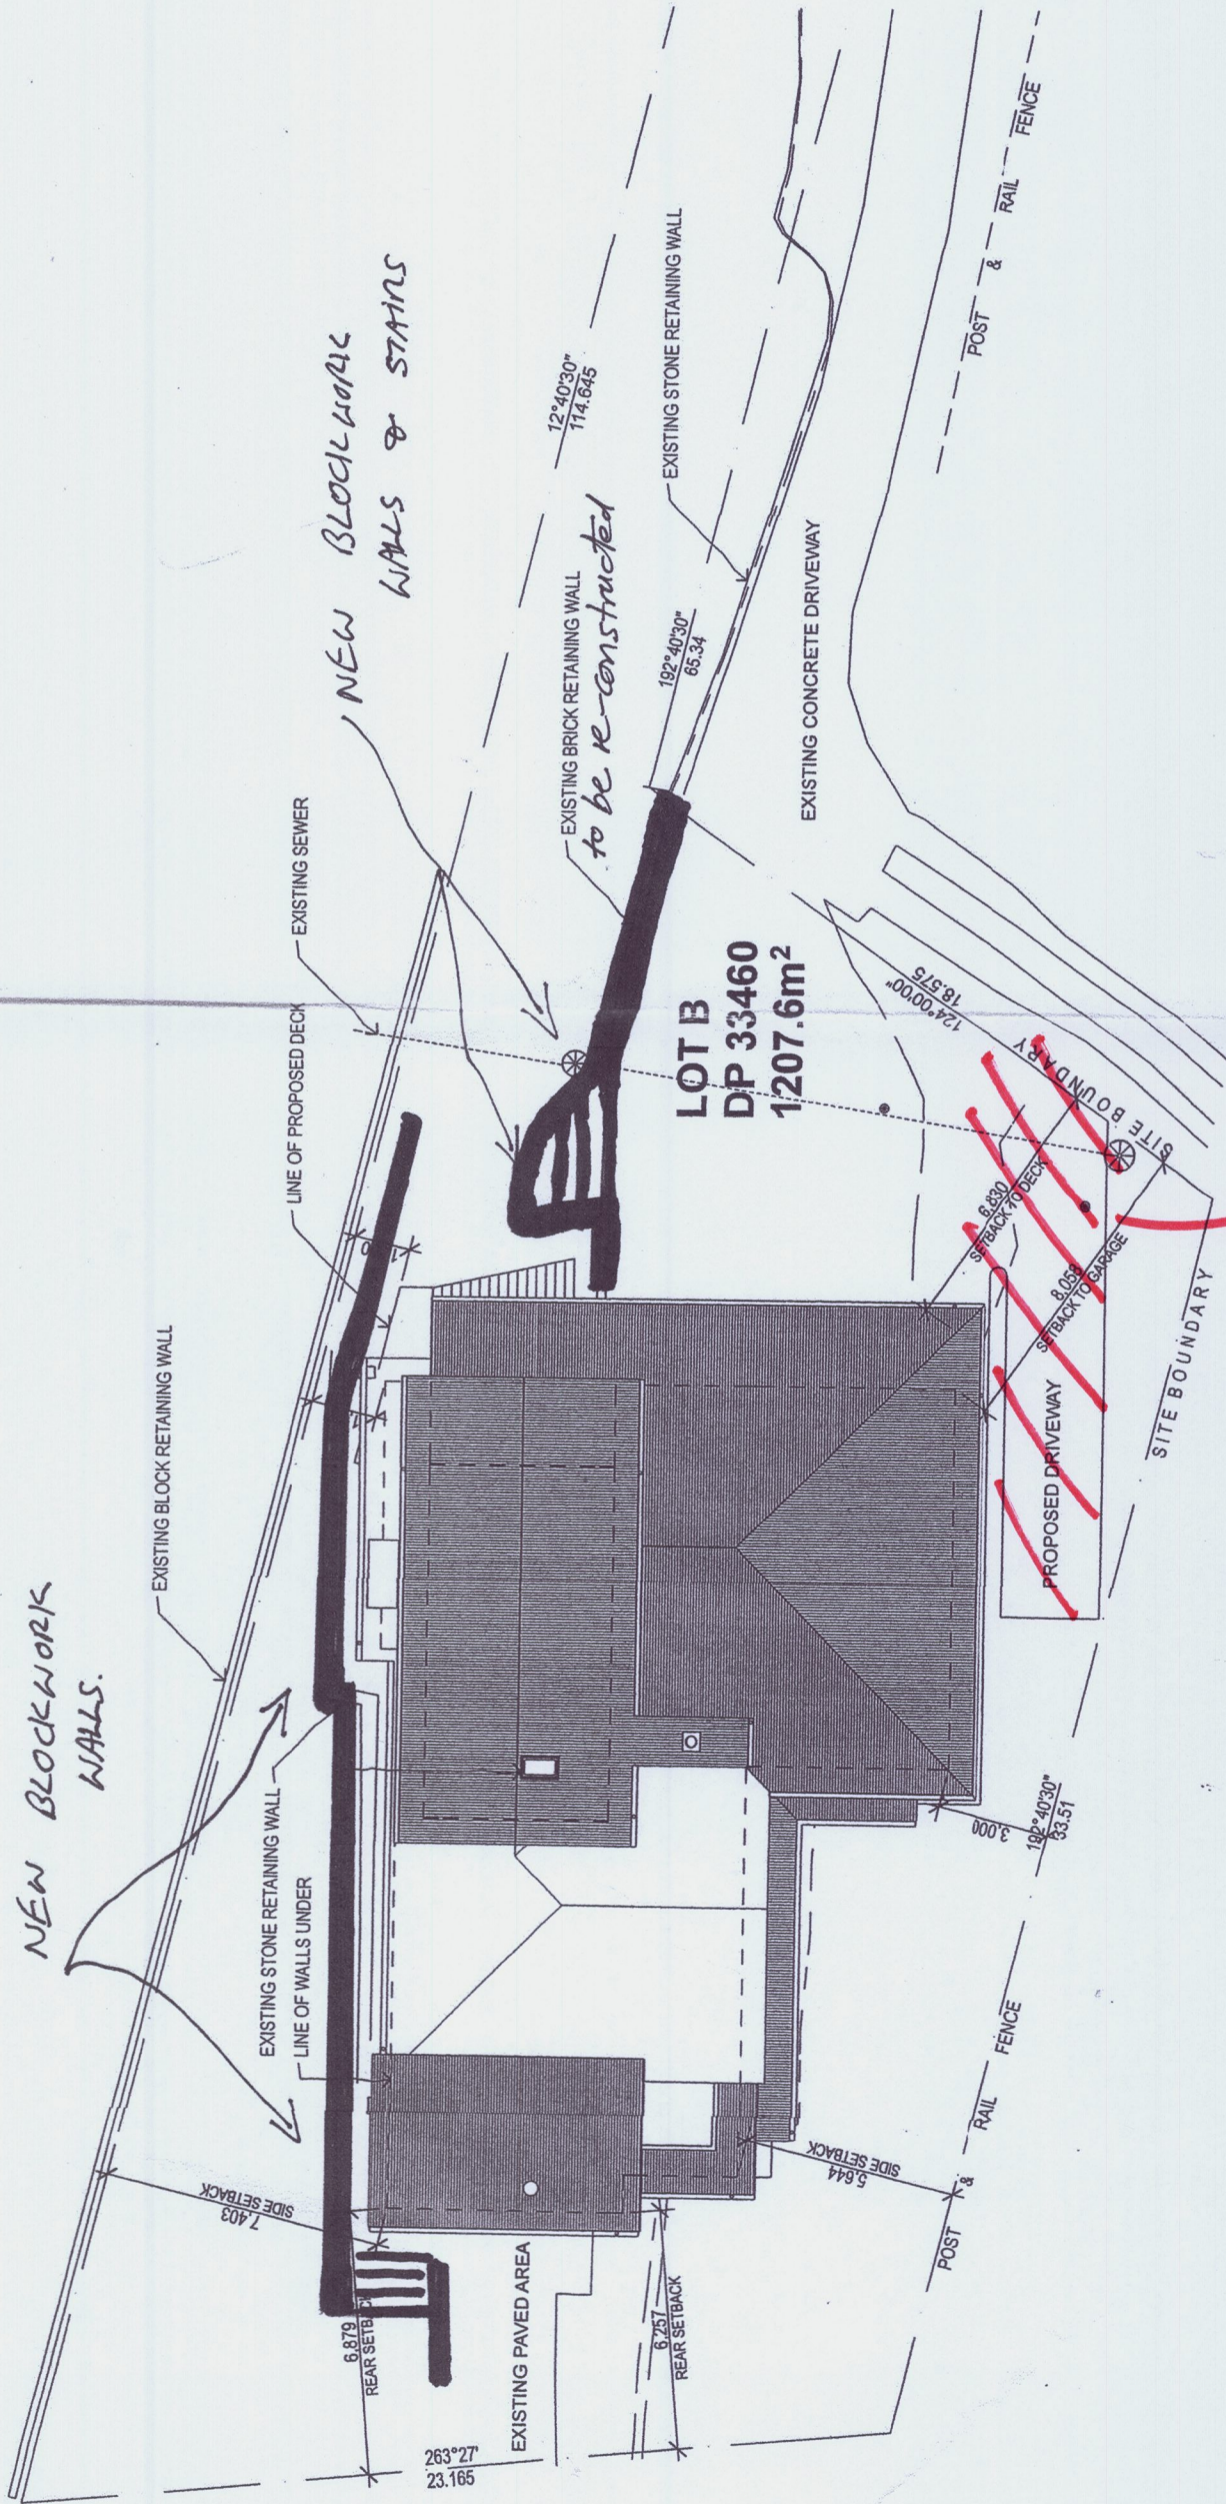 NEW BLOCKWORK
WALLS.
NEW BLOCKWORK
WALLS & STAIRS
EXISTING BLOCK RETAINING WALL
LINE OF PROPOSED DECK
EXISTING SEWER
12°40'30"
114.645
EXISTING STONE RETAINING WALL
LINE OF WALLS UNDER
EXISTING BRICK RETAINING WALL
to be re-constructed
EXISTING STONE RETAINING WALL
192°40'30"
65.34
7.403
SIDE SETBACK
6.879
REAR SETBACK
EXISTING PAVED AREA
263°27'
23.165
6.257
REAR SETBACK
LOT B
DP 33460
1207.6m²
EXISTING CONCRETE DRIVEWAY
POST & RAIL FENCE
124°00'00"
18.575
SITE BOUNDARY
6.830
SETBACK TO DECK
8.058
SETBACK TO GARAGE
PROPOSED DRIVEWAY
SITE BOUNDARY
3.000
192°40'30"
33.51
5.644
SIDE SETBACK
POST & RAIL FENCE